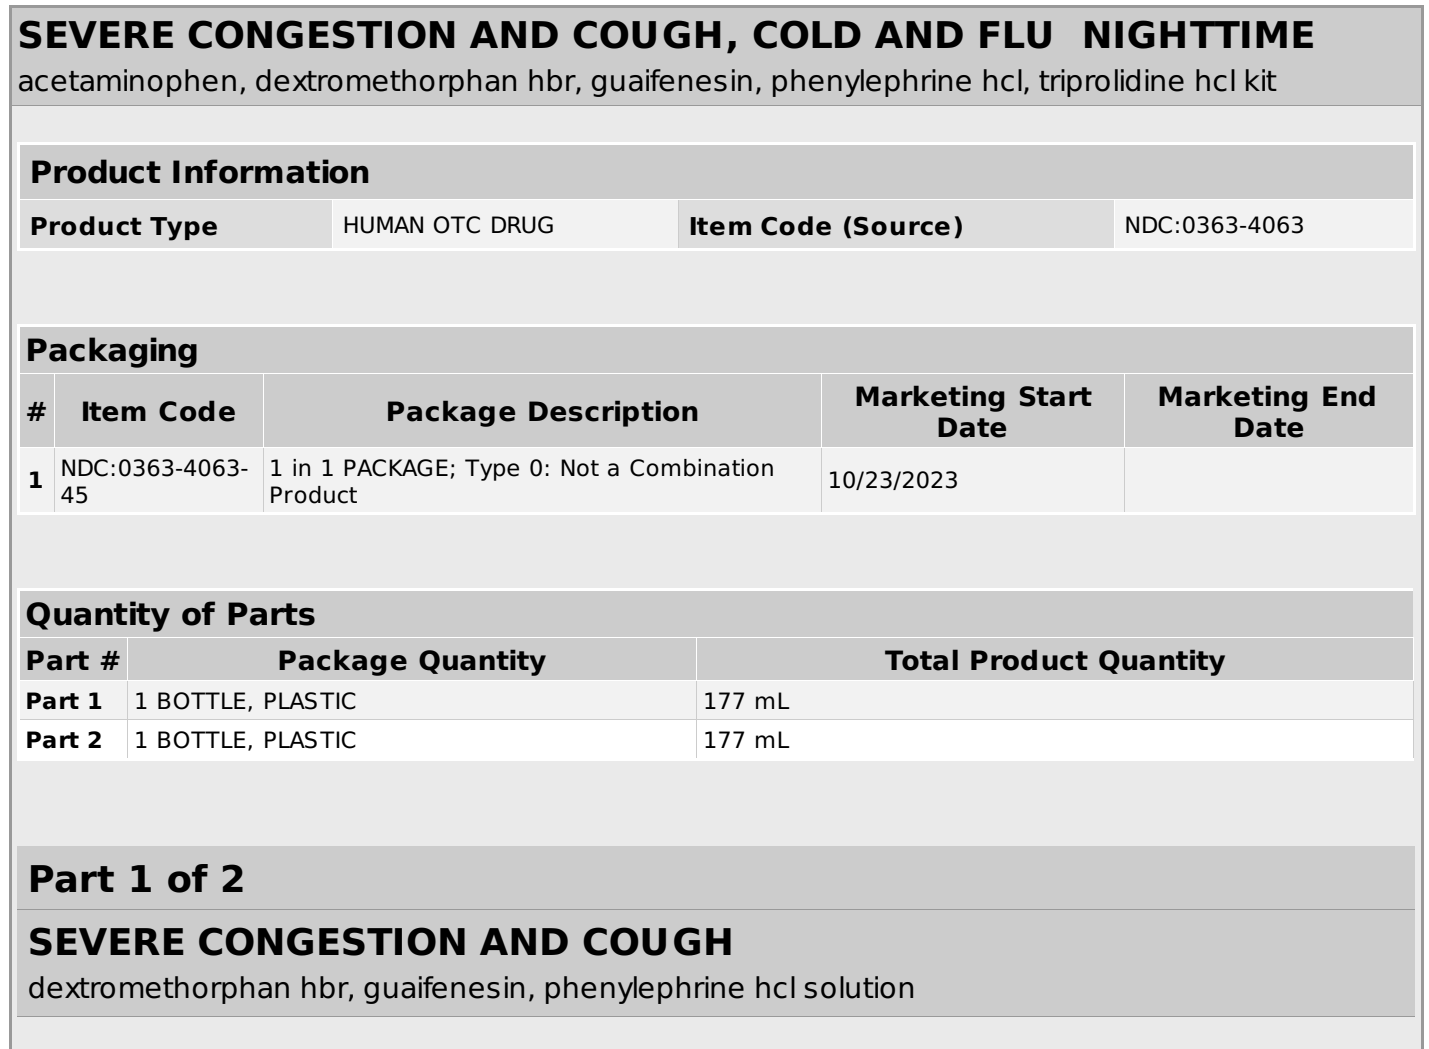 SEVERE CONGESTION AND COUGH, COLD AND FLU NIGHTTIME
acetaminophen, dextromethorphan hbr, guaifenesin, phenylephrine hcl, triprolidine hcl kit
Product Information
Product Type HUMAN OTC DRUG Item Code (Source) NDC:0363-4063
Packaging
# Item Code Package Description Marketing Start Date Marketing End Date
1 NDC:0363-4063-45 1 in 1 PACKAGE; Type 0: Not a Combination Product 10/23/2023
Quantity of Parts
Part # Package Quantity Total Product Quantity
Part 1 1 BOTTLE, PLASTIC 177 mL
Part 2 1 BOTTLE, PLASTIC 177 mL
Part 1 of 2
SEVERE CONGESTION AND COUGH
dextromethorphan hbr, guaifenesin, phenylephrine hcl solution